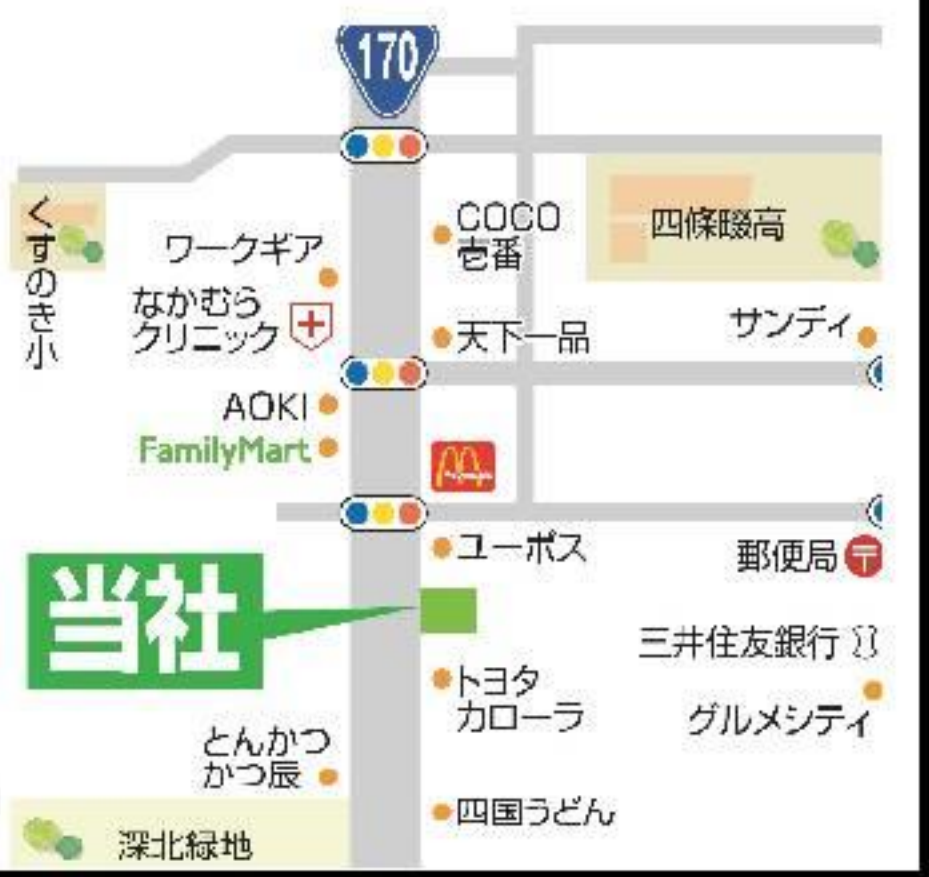 170
くすのき小
ワークギア
COCO
壱番
四條畷高
なかむら
クリニック
天下一品
サンディ
AOKI
FamilyMart
ユーポス
郵便局
当社
三井住友銀行
トヨタ
カローラ
グルメシティ
とんかつ
かつ辰
四国うどん
深北緑地